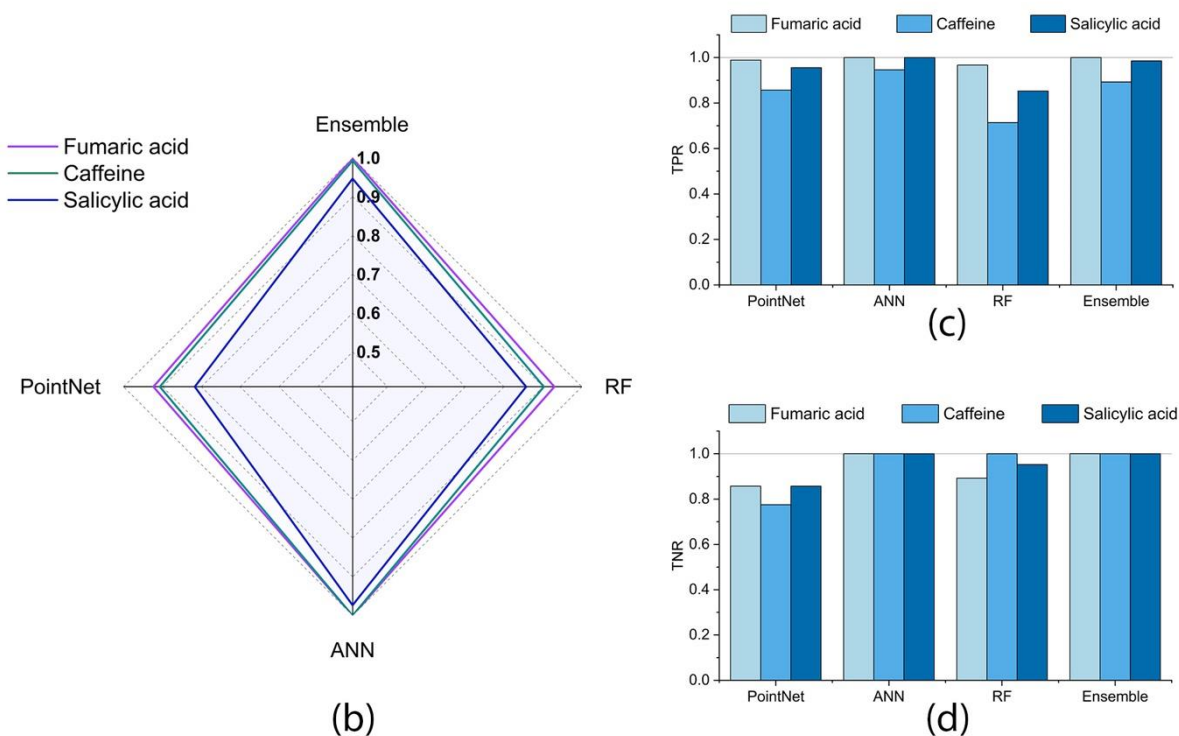 Ensemble
Fumaric acid
Caffeine
Salicylic acid
1.0
0.9
0.8
0.7
0.6
0.5
PointNet
RF
ANN
(b)
Fumaric acid Caffeine Salicylic acid
TPR
1.0
0.8
0.6
0.4
0.2
0.0
PointNet ANN RF Ensemble
(c)
Fumaric acid Caffeine Salicylic acid
TNR
1.0
0.8
0.6
0.4
0.2
0.0
PointNet ANN RF Ensemble
(d)